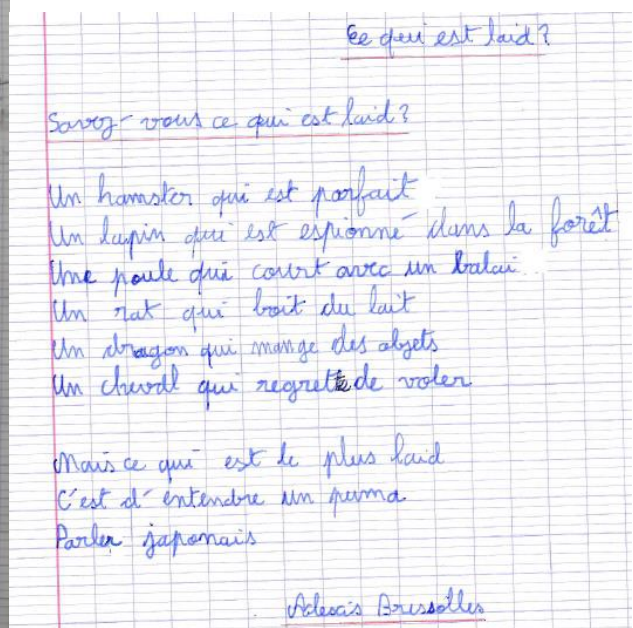 Ce qui est laid?
Savez-vous ce qui est laid?
Un hamster qui est parfait
Un lapin qui est espionné dans la forêt
Une poule qui court avec un balai
Un rat qui boit du lait
Un dragon qui mange des objets
Un cheval qui regrette de voler
Mais ce qui est le plus laid
C'est d'entendre un puma
Parler japonais
Alexis